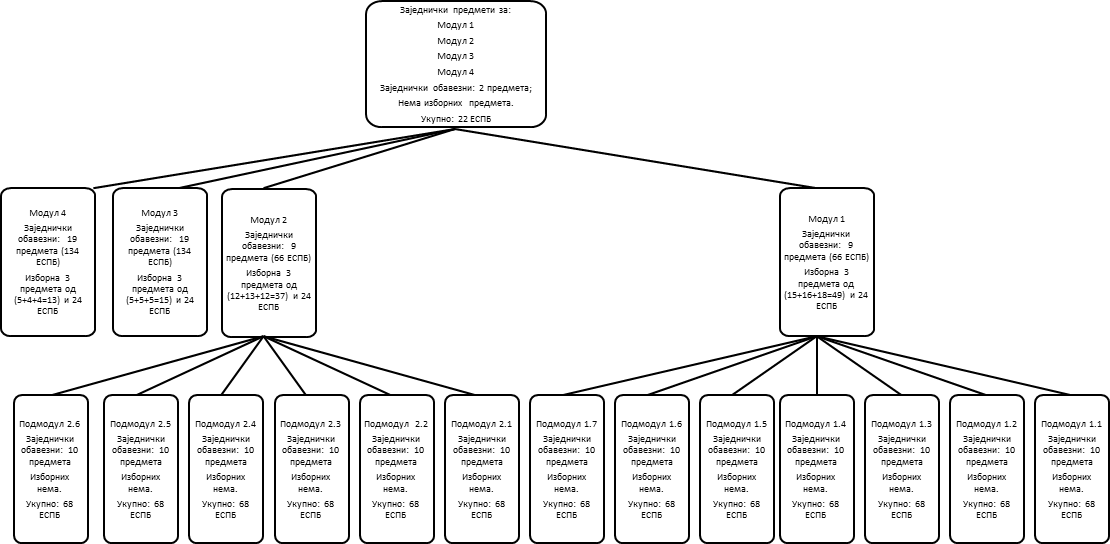 Заједнички предмети за:
Модул 1
Модул 2
Модул 3
Модул 4
Заједнички обавезни: 2 предмета;
Нема изборних предмета.
Укупно: 22 ЕСПБ
Модул 4
Заједнички
обавезни: 19
предмета (134
ЕСПБ)
Изборна 3
предмета од
(5+4+4=13) и 24
ЕСПБ
Модул 3
Заједнички
обавезни: 19
предмета (134
ЕСПБ)
Изборна 3
предмета од
(5+5+5=15) и 24
ЕСПБ
Модул 2
Заједнички
обавезни: 9
предмета (66 ЕСПБ)
Изборна 3
предмета од
(12+13+12=37) и 24
ЕСПБ
Модул 1
Заједнички
обавезни: 9
предмета (66 ЕСПБ)
Изборна 3
предмета од
(15+16+18=49) и 24
ЕСПБ
Подмодул 2.6
Заједнички
обавезни: 10
предмета
Изборних
нема.
Укупно: 68
ЕСПБ
Подмодул 2.5
Заједнички
обавезни: 10
предмета
Изборних
нема.
Укупно: 68
ЕСПБ
Подмодул 2.4
Заједнички
обавезни: 10
предмета
Изборних
нема.
Укупно: 68
ЕСПБ
Подмодул 2.3
Заједнички
обавезни: 10
предмета
Изборних
нема.
Укупно: 68
ЕСПБ
Подмодул 2.2
Заједнички
обавезни: 10
предмета
Изборних
нема.
Укупно: 68
ЕСПБ
Подмодул 2.1
Заједнички
обавезни: 10
предмета
Изборних
нема.
Укупно: 68
ЕСПБ
Подмодул 1.7
Заједнички
обавезни: 10
предмета
Изборних
нема.
Укупно: 68
ЕСПБ
Подмодул 1.6
Заједнички
обавезни: 10
предмета
Изборних
нема.
Укупно: 68
ЕСПБ
Подмодул 1.5
Заједнички
обавезни: 10
предмета
Изборних
нема.
Укупно: 68
ЕСПБ
Подмодул 1.4
Заједнички
обавезни: 10
предмета
Изборних
нема.
Укупно: 68
ЕСПБ
Подмодул 1.3
Заједнички
обавезни: 10
предмета
Изборних
нема.
Укупно: 68
ЕСПБ
Подмодул 1.2
Заједнички
обавезни: 10
предмета
Изборних
нема.
Укупно: 68
ЕСПБ
Подмодул 1.1
Заједнички
обавезни: 10
предмета
Изборних
нема.
Укупно: 68
ЕСПБ